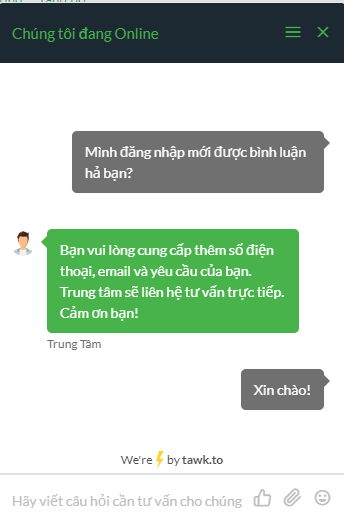 Chúng tôi đang Online
Mình đăng nhập mới được bình luận
hả bạn?
Bạn vui lòng cung cấp thêm số điện
thoại, email và yêu cầu của bạn.
Trung tâm sẽ liên hệ tư vấn trực tiếp.
Cảm ơn bạn!
Trung Tâm
Xin chào!
We're by tawk.to
Hãy viết câu hỏi cần tư vấn cho chúng